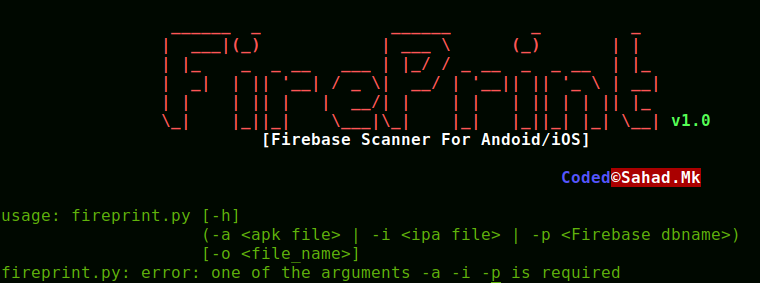 FirePrint v1.0
[Firebase Scanner For Andoid/iOS]
Coded©Sahad.Mk
usage: fireprint.py [-h]
(-a <apk file> | -i <ipa file> | -p <Firebase dbname>)
[-o <file_name>]
fireprint.py: error: one of the arguments -a -i -p is required